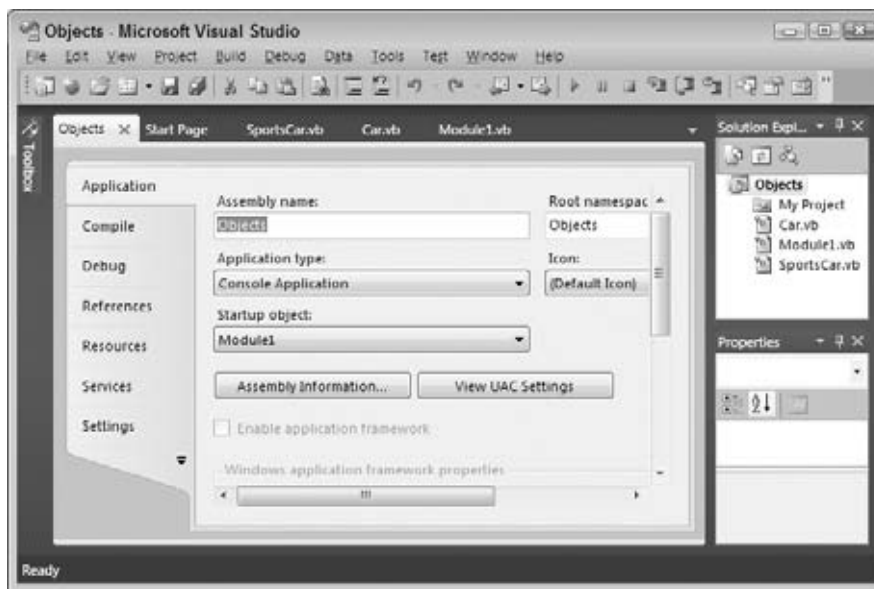 Objects - Microsoft Visual Studio
File Edit View Project Build Debug Data Tools Test Window Help
Toolbox
Objects Start Page SportsCar.vb Car.vb Module1.vb
Application
Compile
Debug
References
Resources
Services
Settings
Assembly name:
Objects
Root namespac
Objects
Application type:
Console Application
Icon:
(Default Icon)
Startup object:
Module1
Assembly Information...
View UAC Settings
Enable application framework
Windows application framework properties
Solution Expl...
Objects
My Project
Car.vb
Module1.vb
SportsCar.vb
Properties
Ready